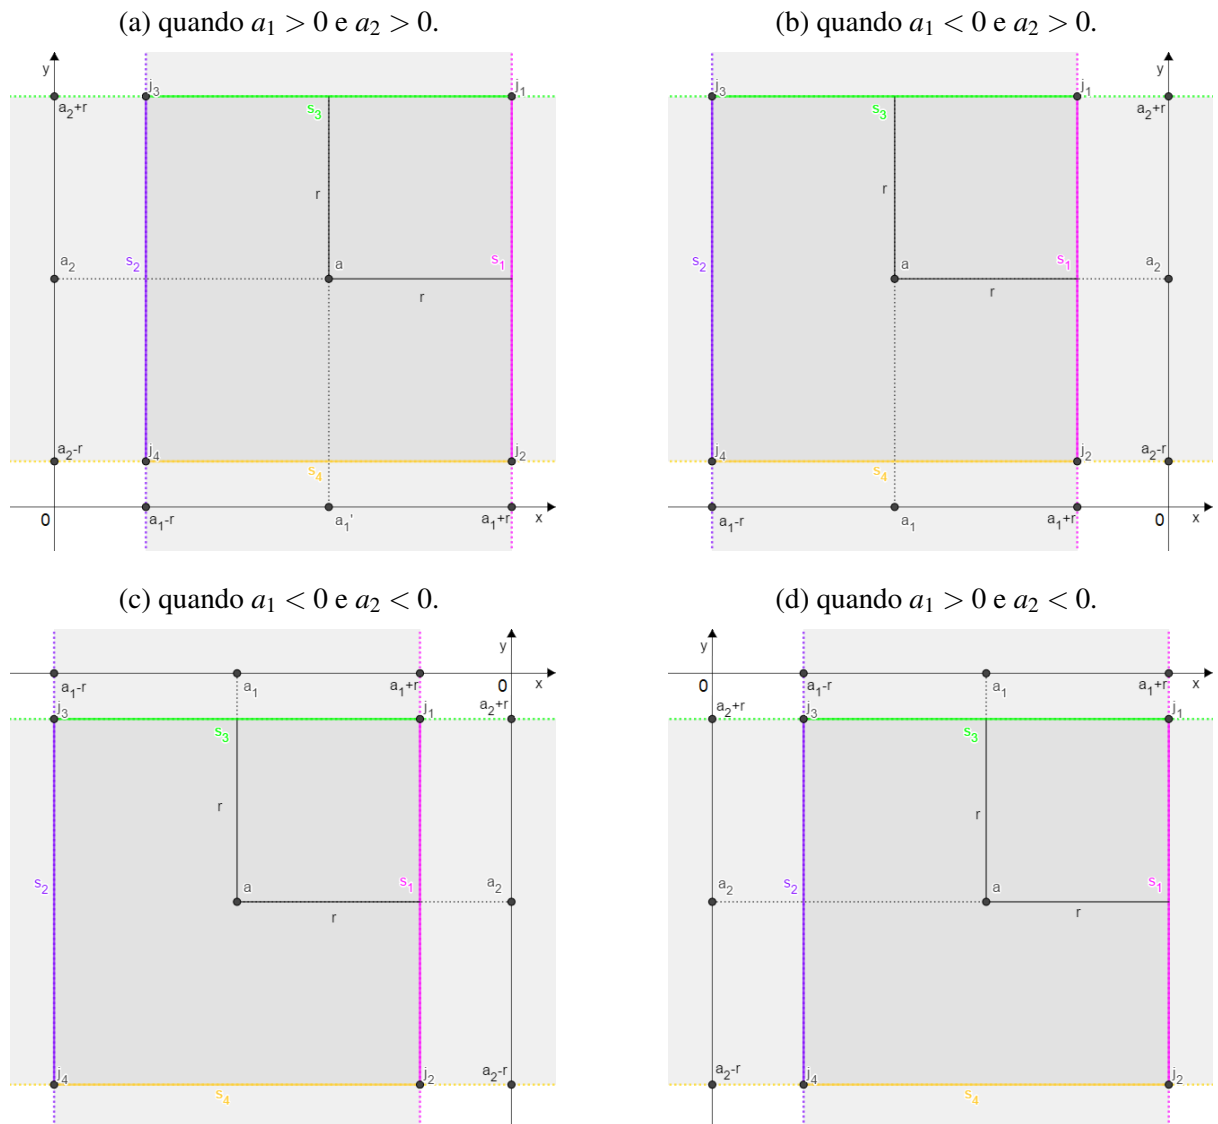 (a) quando a₁ > 0 e a₂ > 0.
y
j₃
j₁
a₂+r
s₃
r
a₂
s₂
a
s₁
r
a₂-r
j₄
j₂
s₄
0
a₁-r
a₁'
a₁+r
x
(b) quando a₁ < 0 e a₂ > 0.
y
j₃
j₁
a₂+r
s₃
r
s₂
a
s₁
a₂
r
a₂-r
j₄
j₂
s₄
a₁-r
a₁
a₁+r
0
x
(c) quando a₁ < 0 e a₂ < 0.
y
a₁-r
a₁
a₁+r
0
x
j₃
j₁
a₂+r
s₃
r
s₂
a
s₁
a₂
r
j₄
j₂
a₂-r
s₄
(d) quando a₁ > 0 e a₂ < 0.
y
0
a₁-r
a₁
a₁+r
x
a₂+r
j₃
j₁
s₃
r
a₂
s₂
a
s₁
r
a₂-r
j₄
j₂
s₄